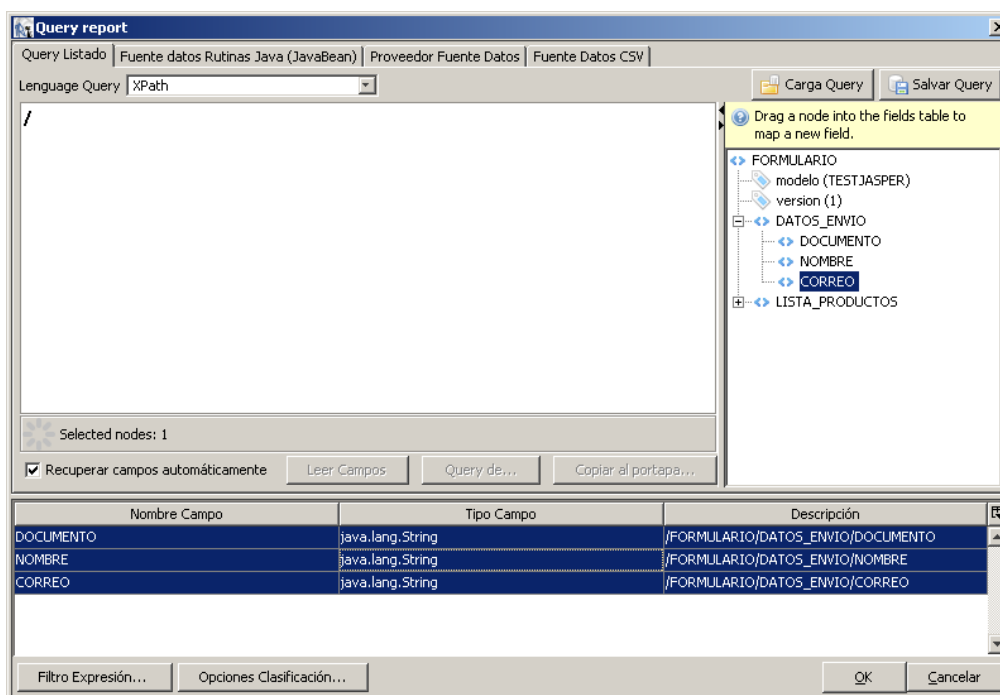 Query report
Query Listado Fuente datos Rutinas Java (JavaBean) Proveedor Fuente Datos Fuente Datos CSV
Lenguage Query XPath Carga Query Salvar Query
/
Drag a node into the fields table to
map a new field.
FORMULARIO
modelo (TESTJASPER)
version (1)
DATOS_ENVIO
DOCUMENTO
NOMBRE
CORREO
LISTA_PRODUCTOS
Selected nodes: 1
Recuperar campos automáticamente Leer Campos Query de... Copiar al portapa...
Nombre Campo Tipo Campo Descripción
DOCUMENTO java.lang.String /FORMULARIO/DATOS_ENVIO/DOCUMENTO
NOMBRE java.lang.String /FORMULARIO/DATOS_ENVIO/NOMBRE
CORREO java.lang.String /FORMULARIO/DATOS_ENVIO/CORREO
Filtro Expresión... Opciones Clasificación... OK Cancelar